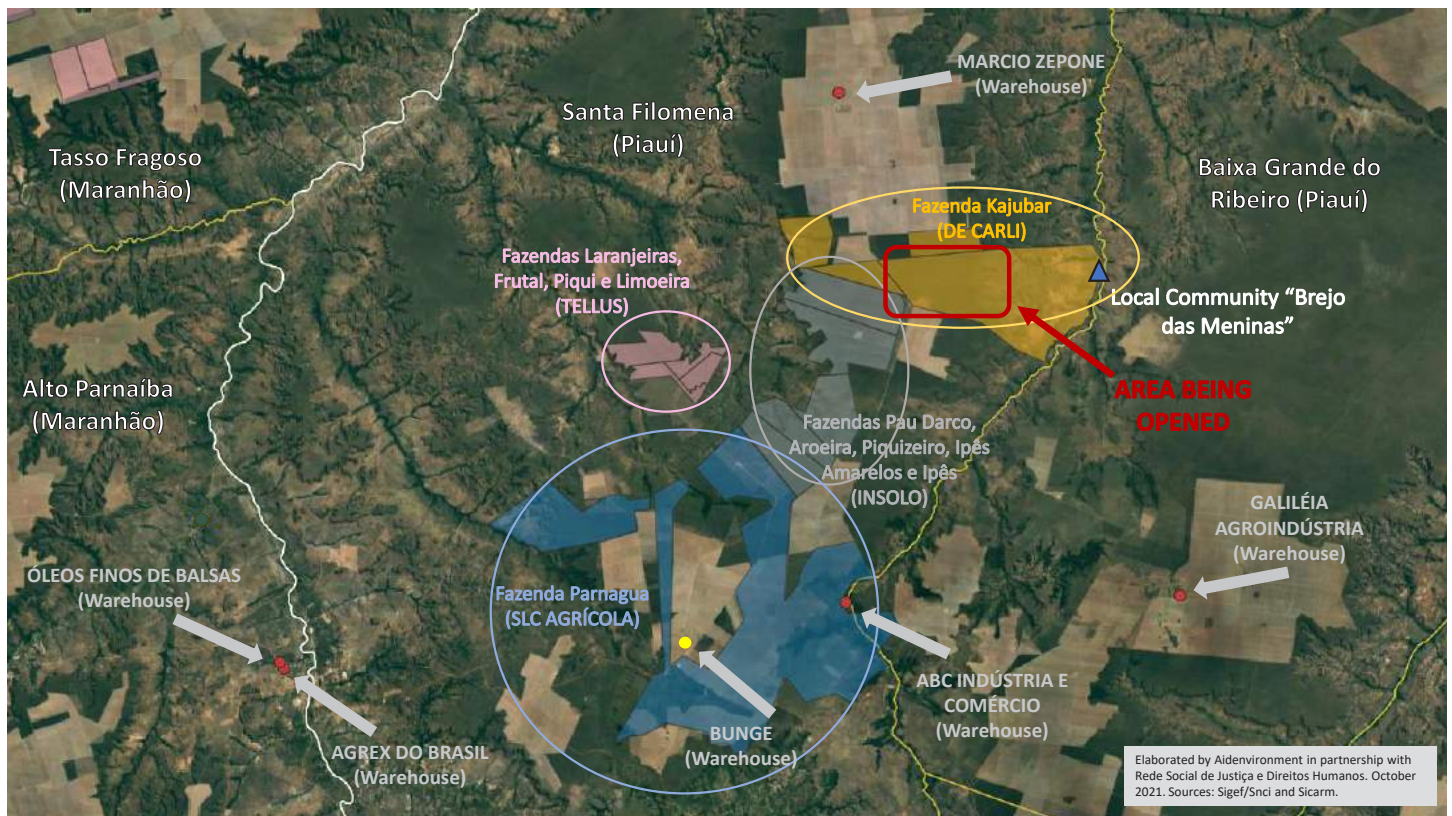 MARCIO ZEPONE
(Warehouse)
Santa Filomena
(Piauí)
Tasso Fragoso
(Maranhão)
Baixa Grande do
Ribeiro (Piauí)
Fazenda Kajubar
(DE CARLI)
Fazendas Laranjeiras,
Frutal, Piqui e Limoeira
(TELLUS)
Local Community “Brejo
das Meninas”
Alto Parnaíba
(Maranhão)
AREA BEING
OPENED
Fazendas Pau Darco,
Aroeira, Piquizeiro, Ipês
Amarelos e Ipês
(INSOLO)
GALILÉIA
AGROINDÚSTRIA
(Warehouse)
ÓLEOS FINOS DE BALSAS
(Warehouse)
Fazenda Parnagua
(SLC AGRÍCOLA)
ABC INDÚSTRIA E
COMÉRCIO
(Warehouse)
BUNGE
(Warehouse)
AGREX DO BRASIL
(Warehouse)
Elaborated by Aidenvironment in partnership with
Rede Social de Justiça e Direitos Humanos. October
2021. Sources: Sigef/Snci and Sicarm.